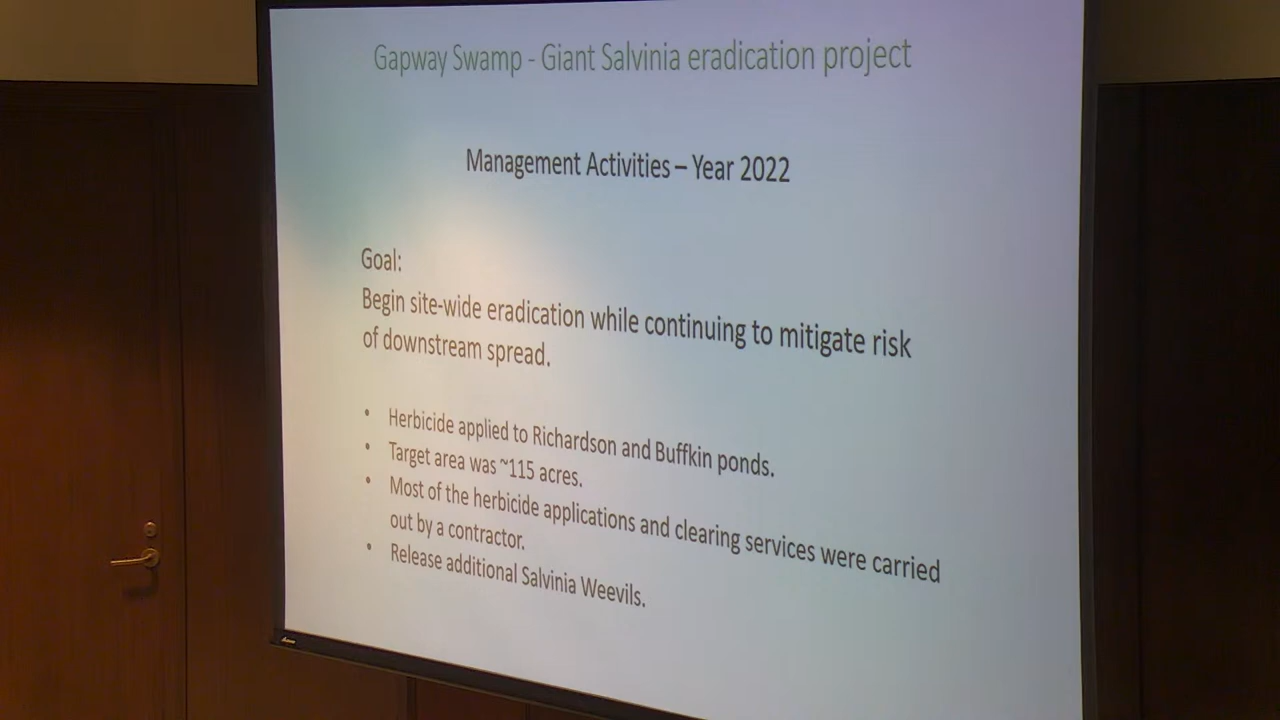 Gapway Swamp - Giant Salvinia eradication project
Management Activities – Year 2022
Goal:
Begin site-wide eradication while continuing to mitigate risk
of downstream spread.
• Herbicide applied to Richardson and Buffkin ponds.
• Target area was ~115 acres.
• Most of the herbicide applications and clearing services were carried
out by a contractor.
• Release additional Salvinia Weevils.